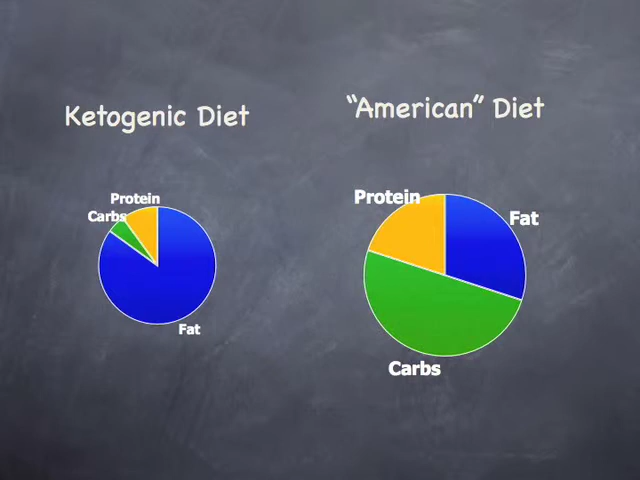 Ketogenic Diet
“American” Diet
Protein
Carbs
Fat
Protein
Fat
Carbs